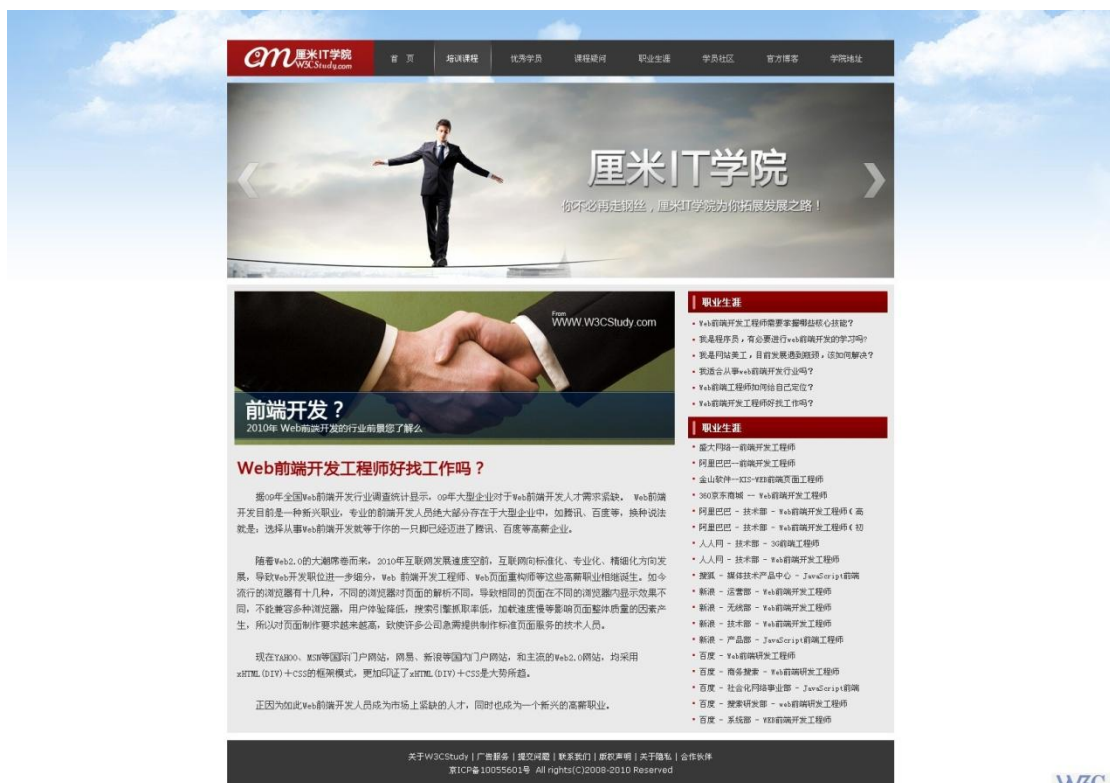 厘米IT学院
W3CStudy.com
首 页 培训课程 优秀学员 课程疑问 职业生涯 学员社区 官方博客 学院地址
厘米IT学院
你不必再走钢丝，厘米IT学院为你拓展发展之路！
From
WWW.W3CStudy.com
前端开发？
2010年 Web前端开发的行业前景您了解么
Web前端开发工程师好找工作吗？
据09年全国Web前端开发行业调查统计显示，09年大型企业对于Web前端开发人才需求紧缺。 Web前端
开发目前是一种新兴职业，专业的前端开发人员绝大部分存在于大型企业中，如腾讯、百度等，换种说法
就是：选择从事Web前端开发就等于你的一只脚已经迈进了腾讯、百度等高薪企业。
随着Web2.0的大潮席卷而来，2010年互联网发展速度空前，互联网向标准化、专业化、精细化方向发
展，导致Web开发职位进一步细分，Web 前端开发工程师、Web页面重构师等这些高薪职业相继诞生。如今
流行的浏览器有十几种，不同的浏览器对页面的解析不同，导致相同的页面在不同的浏览器内显示效果不
同，不能兼容多种浏览器，用户体验降低，搜索引擎抓取率低，加载速度慢等影响页面整体质量的因素产
生，所以对页面制作要求越来越高，致使许多公司急需提供制作标准页面服务的技术人员。
现在YAHOO、MSN等国际门户网站，网易、新浪等国内门户网站，和主流的Web2.0网站，均采用
xHTML(DIV)+CSS的框架模式，更加印证了xHTML(DIV)+CSS是大势所趋。
正因为如此Web前端开发人员成为市场上紧缺的人才，同时也成为一个新兴的高薪职业。
职业生涯
Web前端开发工程师需要掌握哪些核心技能？
我是程序员，有必要进行web前端开发的学习吗?
我是网站美工，目前发展遇到瓶颈，该如何解决？
我适合从事web前端开发行业吗？
Web前端工程师如何给自己定位？
Web前端开发工程师好找工作吗？
职业生涯
盛大网络--前端开发工程师
阿里巴巴--前端开发工程师
金山软件--KIS-WEB前端页面工程师
360京东商城 -- Web前端开发工程师
阿里巴巴 - 技术部 - Web前端开发工程师(高
阿里巴巴 - 技术部 - Web前端开发工程师(初
人人网 - 技术部 - 3G前端工程师
人人网 - 技术部 - Web前端开发工程师
搜狐 - 媒体技术产品中心 - JavaScript前端
新浪 - 运营部 - Web前端开发工程师
新浪 - 无线部 - Web前端开发工程师
新浪 - 技术部 - Web前端开发工程师
新浪 - 产品部 - JavaScript前端工程师
百度 - Web前端研发工程师
百度 - 商务搜索 - Web前端研发工程师
百度 - 社会化网络事业部 - JavaScript前端
百度 - 搜索研发部 - web前端研发工程师
百度 - 系统部 - WEB前端开发工程师
关于W3CStudy | 广告服务 | 提交问题 | 联系我们 | 版权声明 | 关于隐私 | 合作伙伴
京ICP备10055601号 All rights(C)2008-2010 Reserved